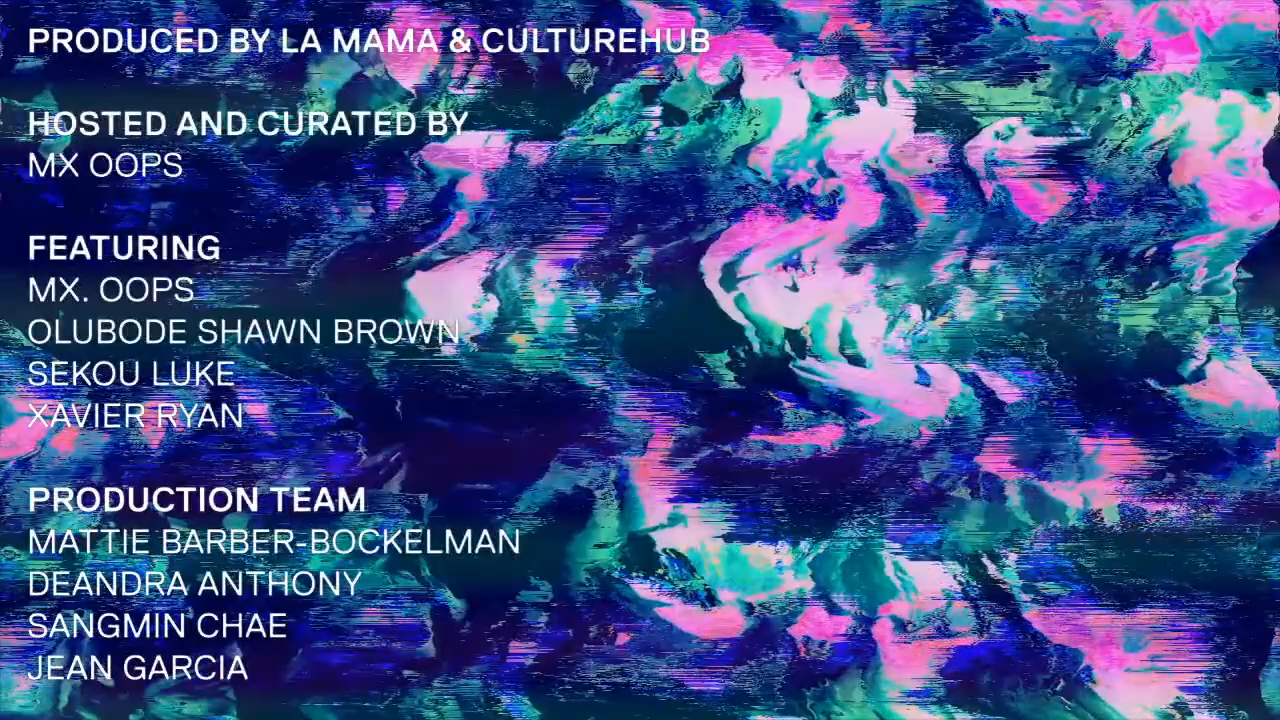 PRODUCED BY LA MAMA & CULTUREHUB
HOSTED AND CURATED BY
MX OOPS
FEATURING
MX. OOPS
OLUBODE SHAWN BROWN
SEKOU LUKE
XAVIER RYAN
PRODUCTION TEAM
MATTIE BARBER-BOCKELMAN
DEANDRA ANTHONY
SANGMIN CHAE
JEAN GARCIA